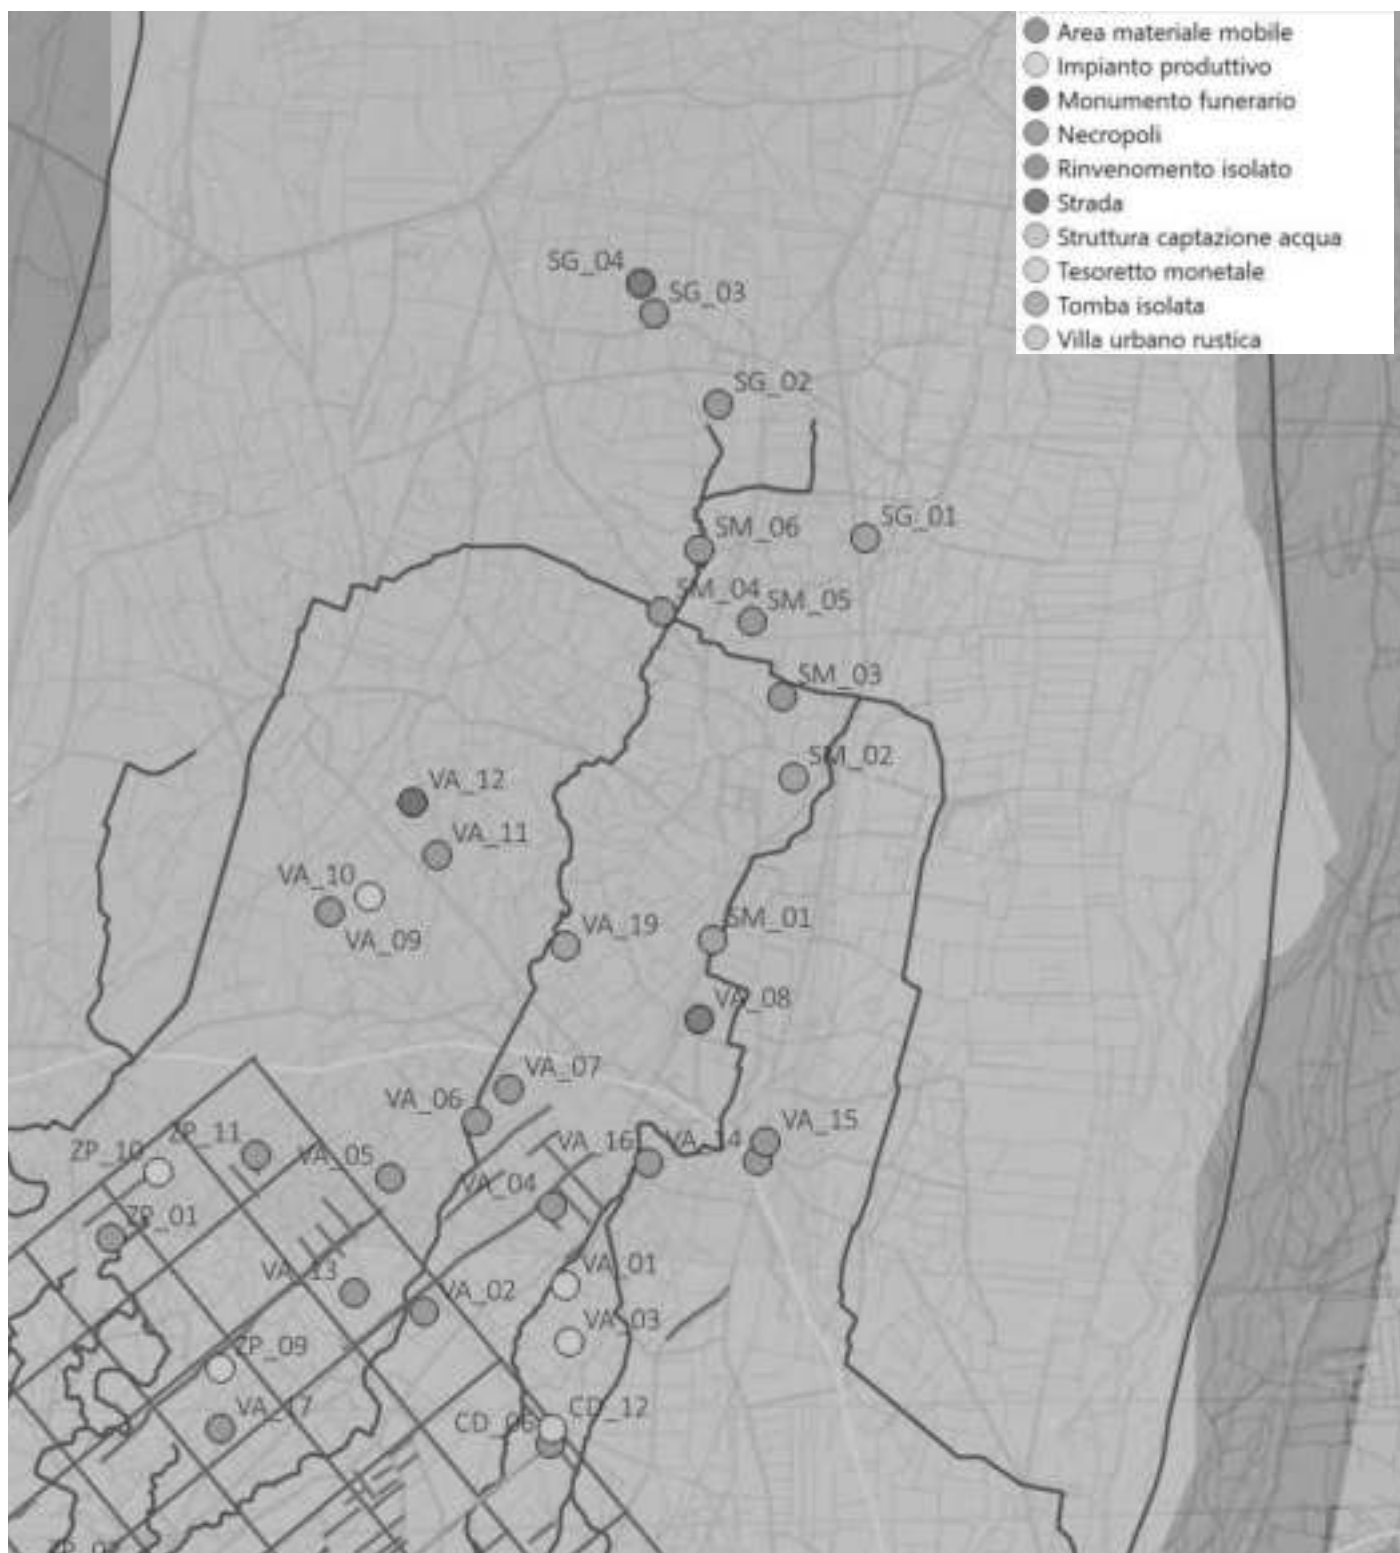 Area materiale mobile
Impianto produttivo
Monumento funerario
Necropoli
Rinvenomento isolato
Strada
Struttura captazione acqua
Tesoretto monetale
Tomba isolata
Villa urbano rustica
SG_04
SG_03
SG_02
SM_06
SG_01
SM_04
SM_05
SM_03
SM_02
VA_12
VA_11
VA_10
VA_09
VA_19
SM_01
VA_08
VA_07
VA_06
VA_15
ZP_11
ZP_10
VA_05
VA_16
VA_14
VA_04
ZP_01
VA_13
VA_01
VA_02
VA_03
ZP_09
VA_17
CD_12
CD_06